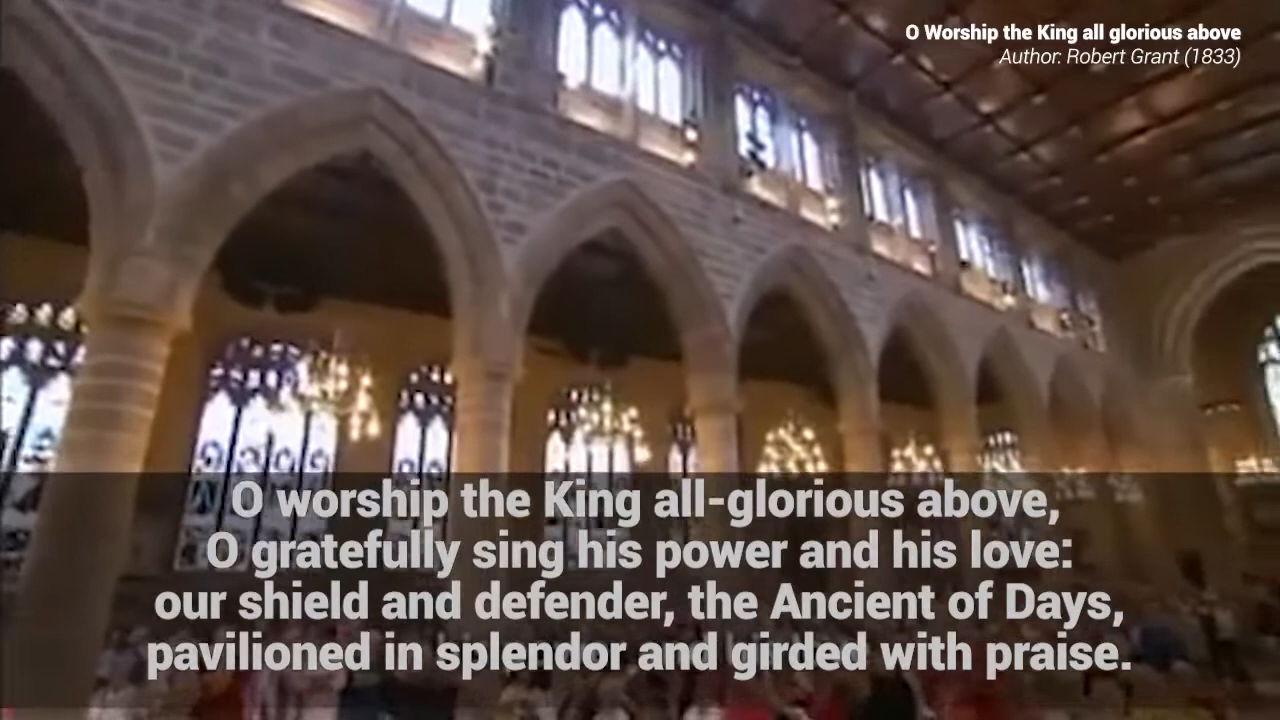 O Worship the King all glorious above
Author: Robert Grant (1833)
O worship the King all-glorious above,
O gratefully sing his power and his love:
our shield and defender, the Ancient of Days,
pavilioned in splendor and girded with praise.